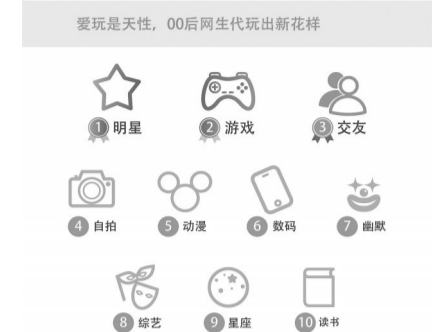 爱玩是天性，00后网生代玩出新花样
1 明星
2 游戏
3 交友
4 自拍
5 动漫
6 数码
7 幽默
8 综艺
9 星座
10 读书